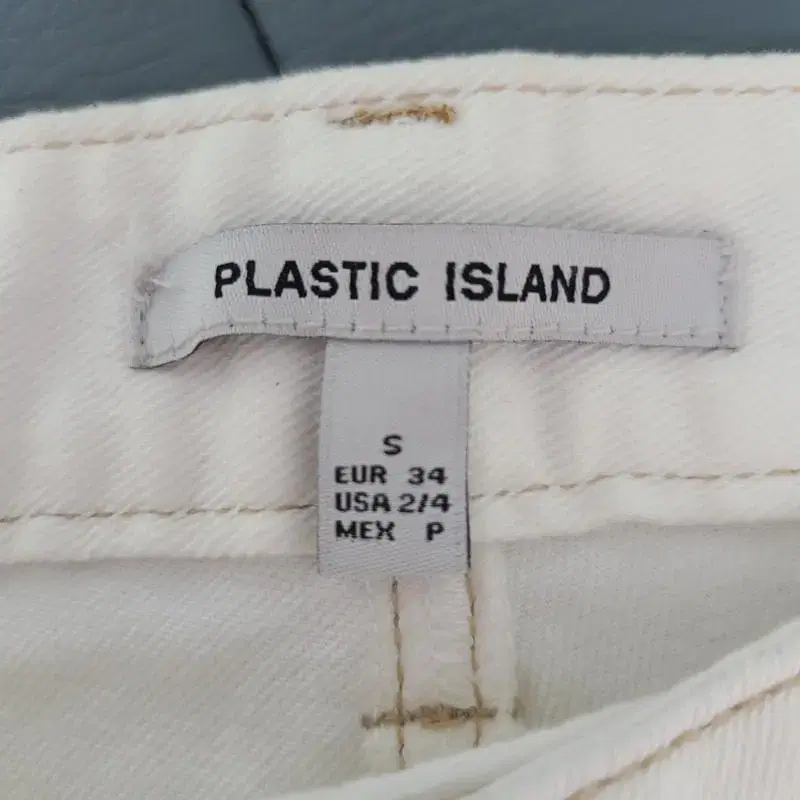 PLASTIC ISLAND
S
EUR 34
USA 2/4
MEX P